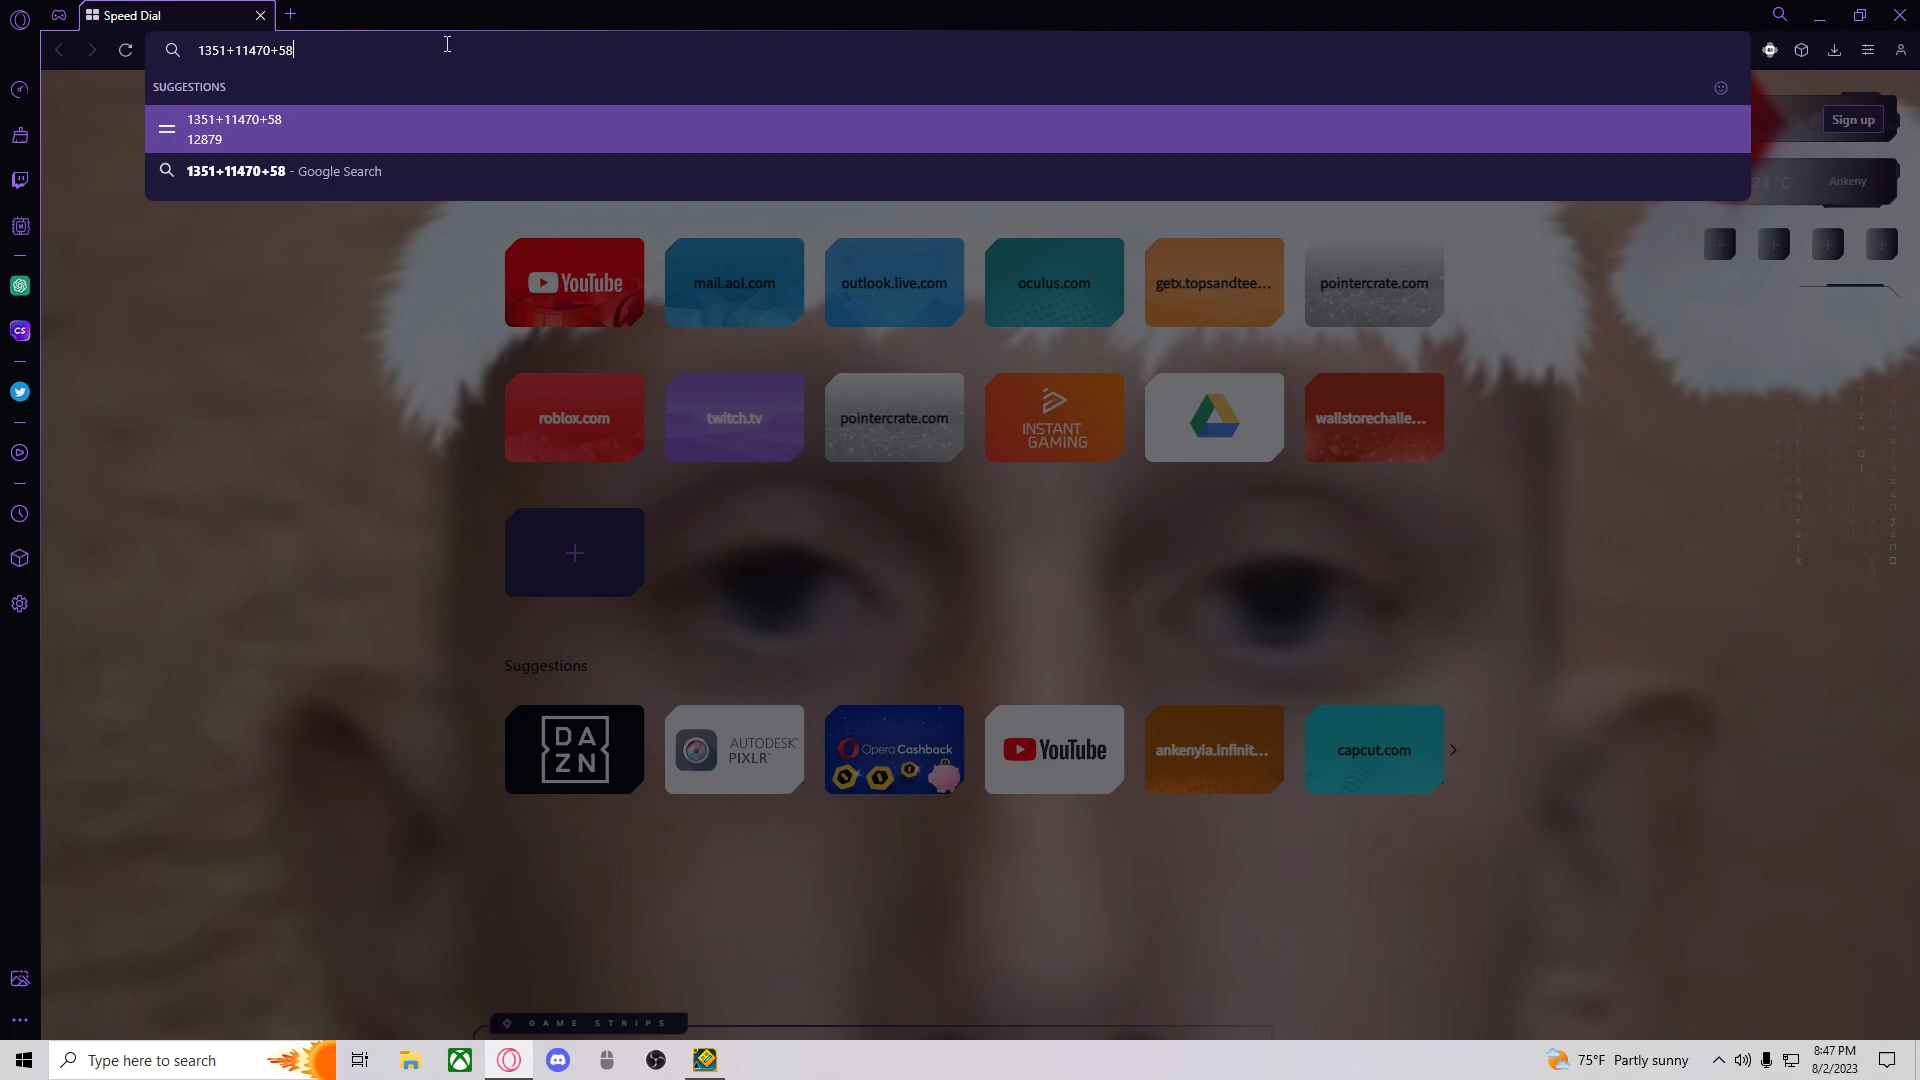 Speed Dial
1351+11470+58
SUGGESTIONS
1351+11470+58
12879
1351+11470+58 - Google Search
Sign up
24 °C
Ankeny
YouTube
mail.aol.com
outlook.live.com
oculus.com
getx.topsandtee...
pointercrate.com
roblox.com
twitch.tv
pointercrate.com
INSTANT
GAMING
wallstorechalle...
Suggestions
DA
ZN
AUTODESK
PIXLR
Opera Cashback
YouTube
ankenyia.infinit...
capcut.com
GAME STRIPS
Type here to search
75°F Partly sunny
8:47 PM
8/2/2023
CS